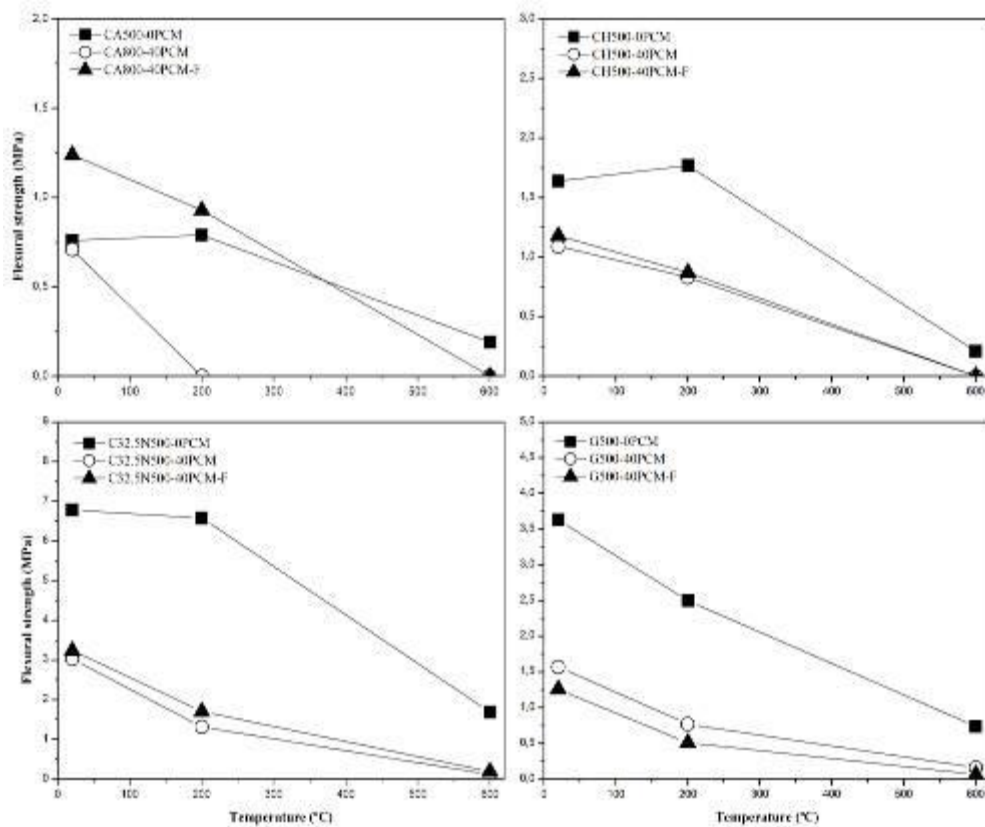 2,0
1,5
1,0
0,5
0,0
Flexural strength (MPa)
CA500-0PCM
CA800-40PCM
CA800-40PCM-F
0 100 200 300 400 500 600
3,0
2,5
2,0
1,5
1,0
0,5
0,0
CH500-0PCM
CH500-40PCM
CH500-40PCM-F
0 100 200 300 400 500 600
9
8
7
6
5
4
3
2
1
0
Flexural strength (MPa)
C32.5N500-0PCM
C32.5N500-40PCM
C32.5N500-40PCM-F
0 100 200 300 400 500 600
Temperature (ºC)
5,0
4,5
4,0
3,5
3,0
2,5
2,0
1,5
1,0
0,5
0,0
G500-0PCM
G500-40PCM
G500-40PCM-F
0 100 200 300 400 500 600
Temperature (ºC)